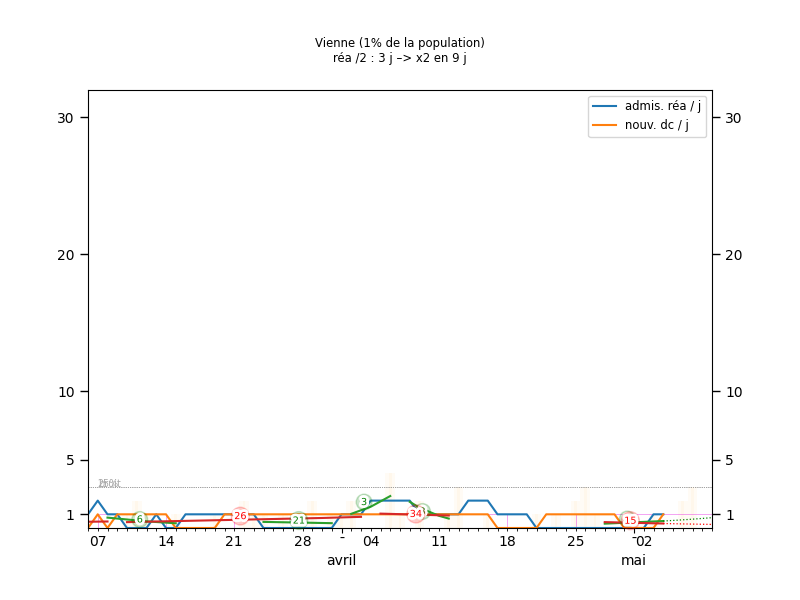 Vienne (1% de la population)
réa /2 : 3 j −> x2 en 9 j
admis. réa / j
nouv. dc / j
30 30
20 20
10 10
5 5
1 1
6 26 21 3 34 15
07 14 21 28 - 04 11 18 25 - 02
avril mai